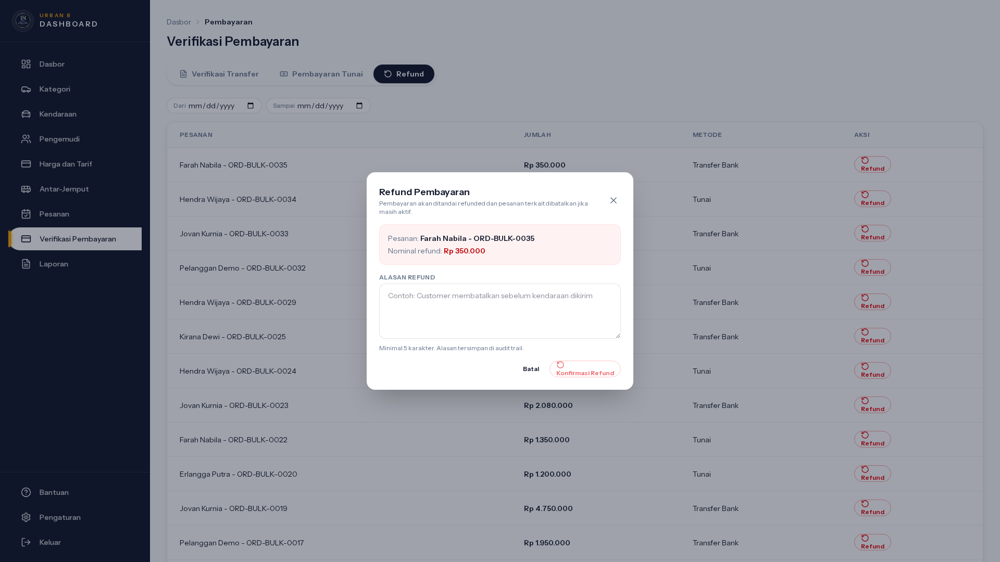 URBAN 8
DASHBOARD
Dasbor
Kategori
Kendaraan
Pengemudi
Harga dan Tarif
Antar-Jemput
Pesanan
Verifikasi Pembayaran
Laporan
Bantuan
Pengaturan
Keluar
Dasbor > Pembayaran
Verifikasi Pembayaran
Verifikasi Transfer Pembayaran Tunai Refund
Dari mm/dd/yyyy Sampai mm/dd/yyyy
PESANAN JUMLAH METODE AKSI
Farah Nabila - ORD-BULK-0035 Rp 350.000 Transfer Bank Refund
Hendra Wijaya - ORD-BULK-0034 Tunai Refund
Jovan Kurnia - ORD-BULK-0033 Transfer Bank Refund
Pelanggan Demo - ORD-BULK-0032 Tunai Refund
Hendra Wijaya - ORD-BULK-0029 Transfer Bank Refund
Kirana Dewi - ORD-BULK-0025 Transfer Bank Refund
Hendra Wijaya - ORD-BULK-0024 Tunai Refund
Jovan Kurnia - ORD-BULK-0023 Rp 2.080.000 Transfer Bank Refund
Farah Nabila - ORD-BULK-0022 Rp 1.350.000 Tunai Refund
Erlangga Putra - ORD-BULK-0020 Rp 1.200.000 Tunai Refund
Jovan Kurnia - ORD-BULK-0019 Rp 4.750.000 Transfer Bank Refund
Pelanggan Demo - ORD-BULK-0017 Rp 1.950.000 Transfer Bank Refund
Refund Pembayaran
Pembayaran akan ditandai refunded dan pesanan terkait dibatalkan jika
masih aktif.
Pesanan: Farah Nabila - ORD-BULK-0035
Nominal refund: Rp 350.000
ALASAN REFUND
Contoh: Customer membatalkan sebelum kendaraan dikirim
Minimal 5 karakter. Alasan tersimpan di audit trail.
Batal Konfirmasi Refund